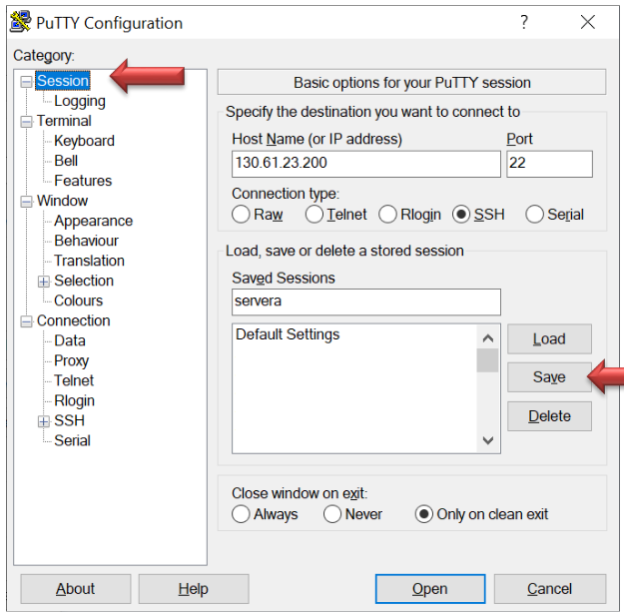 PuTTY Configuration
?
Category:
Session
Logging
Terminal
Keyboard
Bell
Features
Window
Appearance
Behaviour
Translation
Selection
Colours
Connection
Data
Proxy
Telnet
Rlogin
SSH
Serial
Basic options for your PuTTY session
Specify the destination you want to connect to
Host Name (or IP address) Port
130.61.23.200 22
Connection type:
Raw Telnet Rlogin SSH Serial
Load, save or delete a stored session
Saved Sessions
servera
Default Settings
Load
Save
Delete
Close window on exit:
Always Never Only on clean exit
About Help Open Cancel